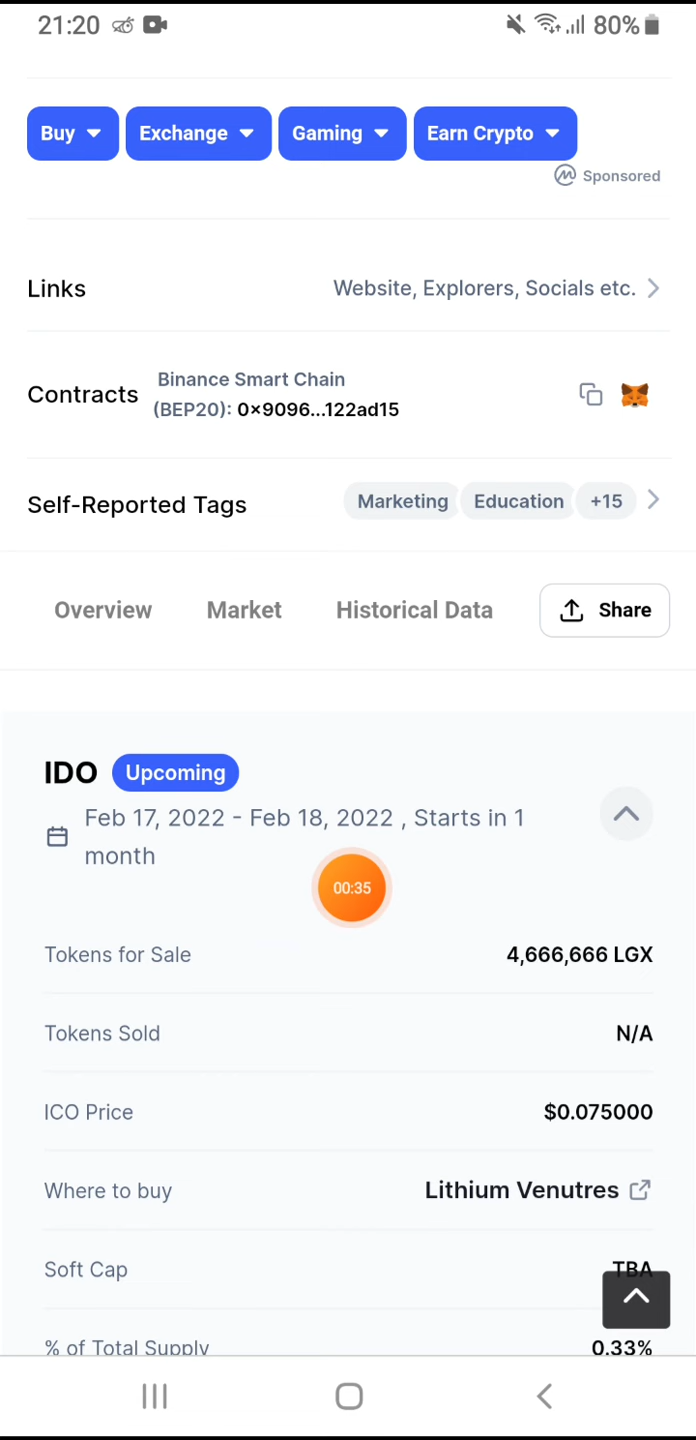 21:20 80%
Buy Exchange Gaming Earn Crypto
Sponsored
Links Website, Explorers, Socials etc.
Contracts Binance Smart Chain
(BEP20): 0×9096...122ad15
Self-Reported Tags Marketing Education +15
Overview Market Historical Data Share
IDO Upcoming
Feb 17, 2022 - Feb 18, 2022 , Starts in 1
month
00:35
Tokens for Sale 4,666,666 LGX
Tokens Sold N/A
ICO Price $0.075000
Where to buy Lithium Venutres
Soft Cap TBA
% of Total Supply 0.33%